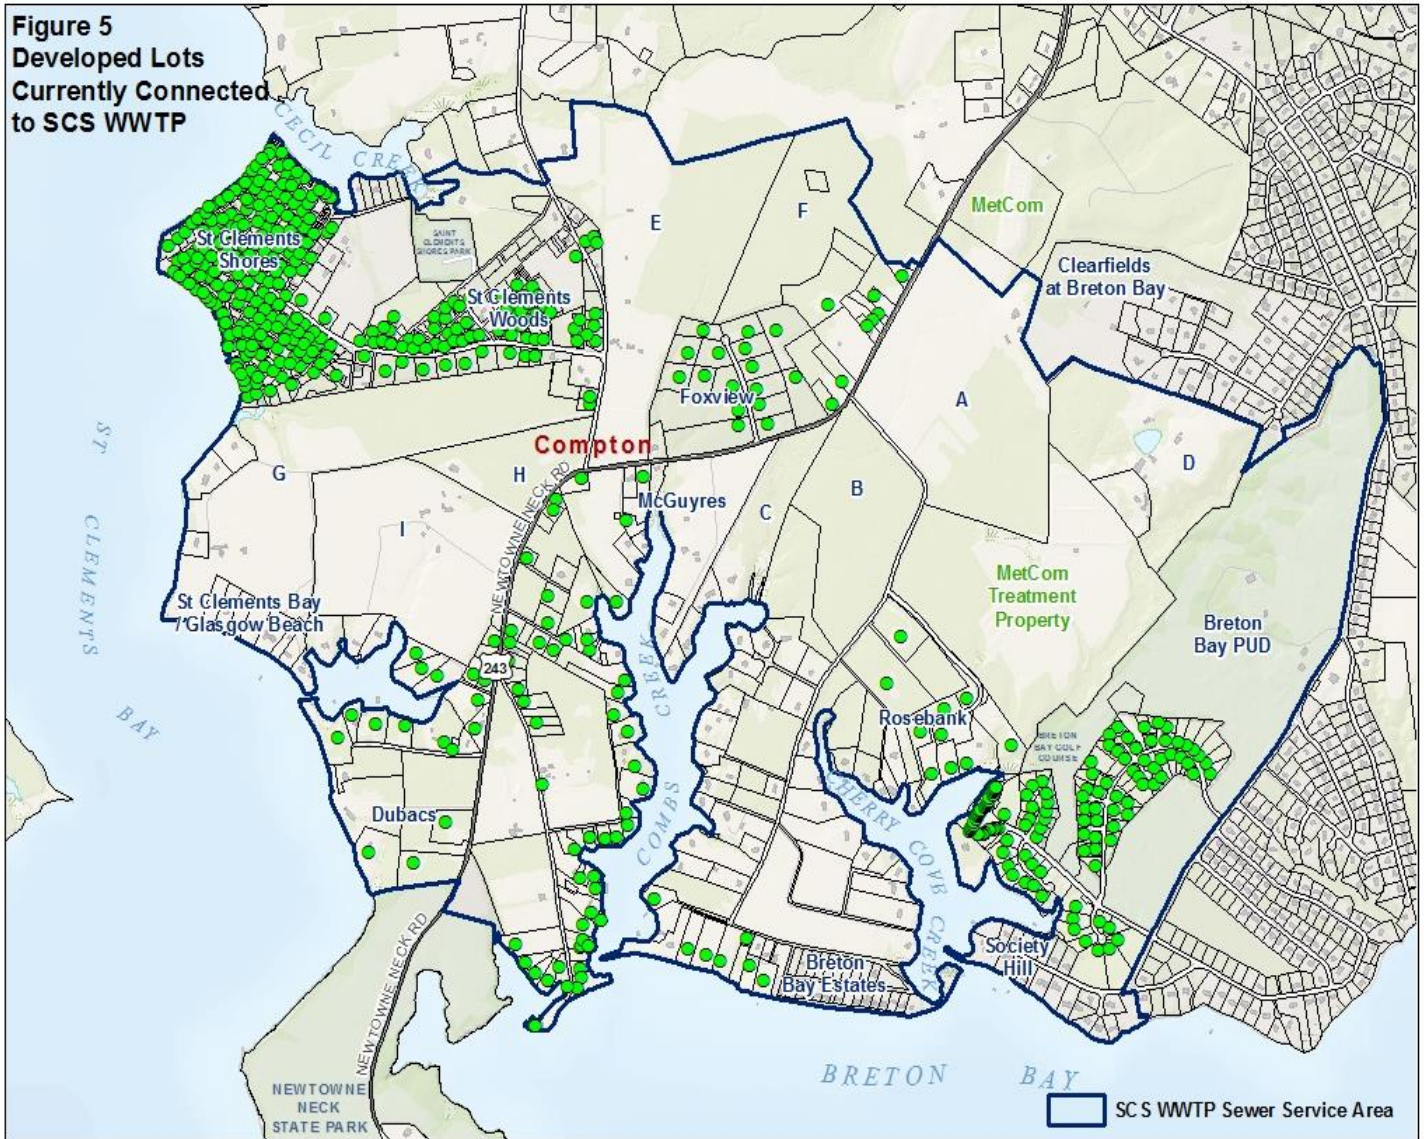 Figure 5
Developed Lots
Currently Connected
to SCS WWTP
CECIL CREEK
SAINT
CLEMENTS
SHORES PARK
St Clements
Shores
St Clements
Woods
E
F
MetCom
Clearfields
at Breton Bay
Foxview
A
Compton
G
H
McGuyres
C
B
D
I
NEWTOWNE NECK RD
ST CLEMENTS BAY
St Clements Bay
/ Glasgow Beach
MetCom
Treatment
Property
Breton
Bay PUD
243
COMBS CREEK
Rosebank
BRETON
BAY GOLF
COURSE
CHERRY COVE CREEK
Dubacs
NEWTOWNE NECK RD
Society
Hill
Breton
Bay Estates
BRETON BAY
NEWTOWNE
NECK
STATE PARK
SCS WWTP Sewer Service Area